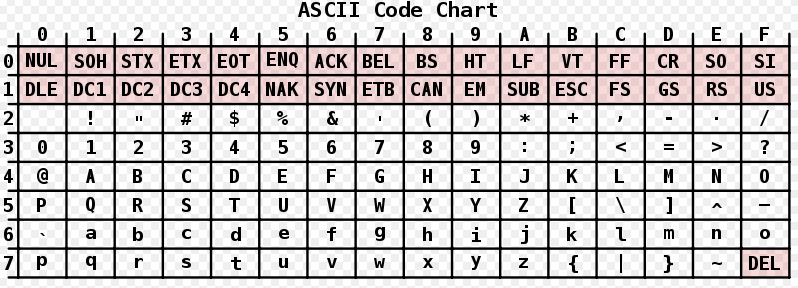 ASCII Code Chart
0 1 2 3 4 5 6 7 8 9 A B C D E F
0 NUL SOH STX ETX EOT ENQ ACK BEL BS HT LF VT FF CR SO SI
1 DLE DC1 DC2 DC3 DC4 NAK SYN ETB CAN EM SUB ESC FS GS RS US
2 ! " # $ % & ' ( ) * + , - . /
3 0 1 2 3 4 5 6 7 8 9 : ; < = > ?
4 @ A B C D E F G H I J K L M N O
5 P Q R S T U V W X Y Z [ \ ] ^ _
6 ` a b c d e f g h i j k l m n o
7 p q r s t u v w x y z { | } ~ DEL